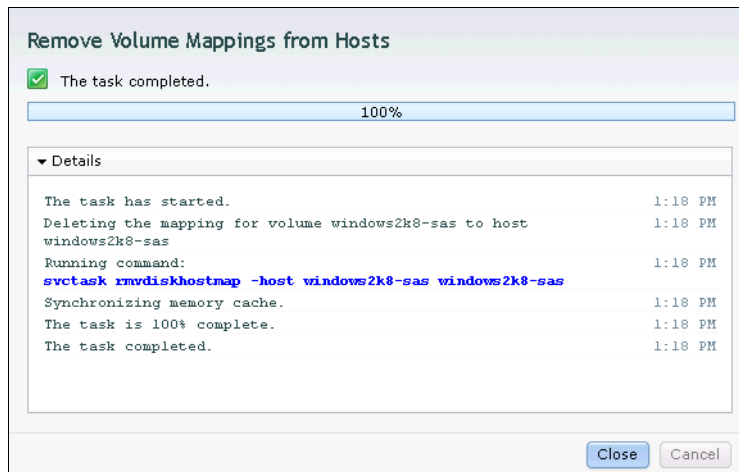 Remove Volume Mappings from Hosts
The task completed.
100%
Details
The task has started. 1:18 PM
Deleting the mapping for volume windows2k8-sas to host 1:18 PM
windows2k8-sas
Running command: 1:18 PM
svctask rmvdiskhostmap -host windows2k8-sas windows2k8-sas
Synchronizing memory cache. 1:18 PM
The task is 100% complete. 1:18 PM
The task completed. 1:18 PM
Close Cancel